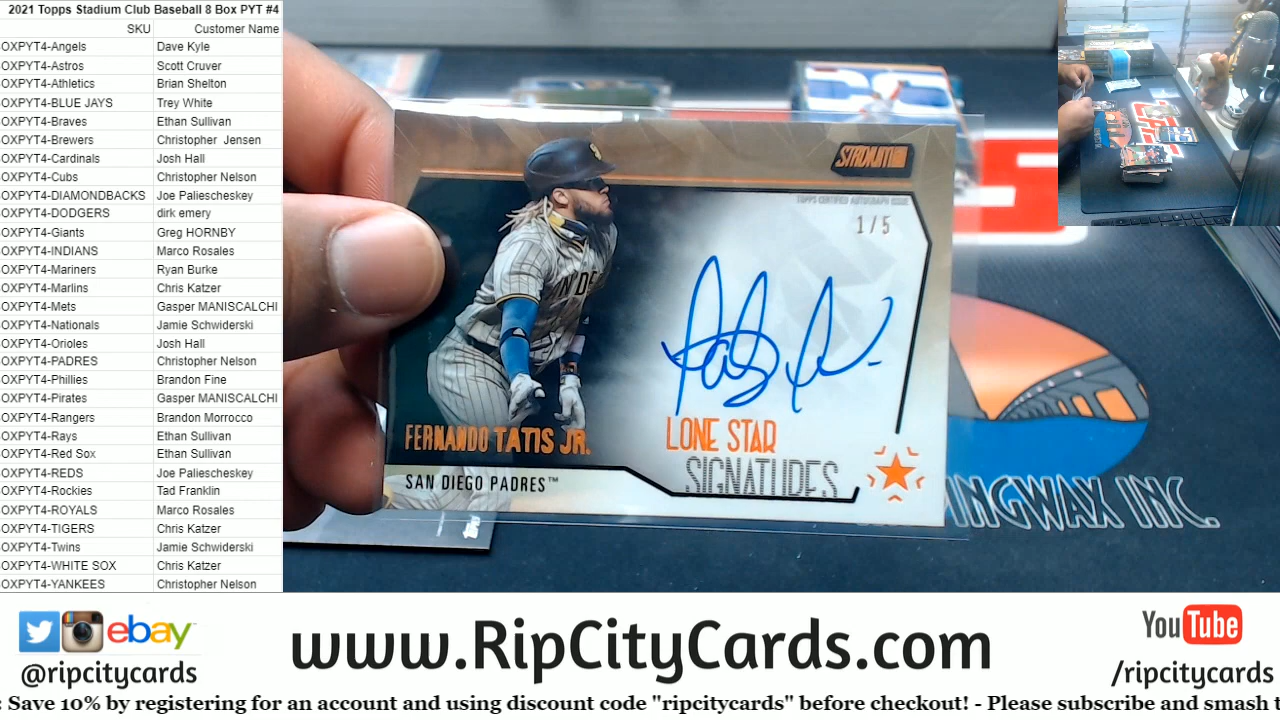 2021 Topps Stadium Club Baseball 8 Box PYT #4
SKU Customer Name
OXPYT4-Angels Dave Kyle
OXPYT4-Astros Scott Cruver
OXPYT4-Athletics Brian Shelton
OXPYT4-BLUE JAYS Trey White
OXPYT4-Braves Ethan Sullivan
OXPYT4-Brewers Christopher Jensen
OXPYT4-Cardinals Josh Hall
OXPYT4-Cubs Christopher Nelson
OXPYT4-DIAMONDBACKS Joe Paliescheskey
OXPYT4-DODGERS dirk emery
OXPYT4-Giants Greg HORNBY
OXPYT4-INDIANS Marco Rosales
OXPYT4-Mariners Ryan Burke
OXPYT4-Marlins Chris Katzer
OXPYT4-Mets Gasper MANISCALCHI
OXPYT4-Nationals Jamie Schwiderski
OXPYT4-Orioles Josh Hall
OXPYT4-PADRES Christopher Nelson
OXPYT4-Phillies Brandon Fine
OXPYT4-Pirates Gasper MANISCALCHI
OXPYT4-Rangers Brandon Morrocco
OXPYT4-Rays Ethan Sullivan
OXPYT4-Red Sox Ethan Sullivan
OXPYT4-REDS Joe Paliescheskey
OXPYT4-Rockies Tad Franklin
OXPYT4-ROYALS Marco Rosales
OXPYT4-TIGERS Chris Katzer
OXPYT4-Twins Jamie Schwiderski
OXPYT4-WHITE SOX Chris Katzer
OXPYT4-YANKEES Christopher Nelson
STADIUM
TOPPS CERTIFIED AUTOGRAPH ISSUE
1/5
FERNANDO TATIS JR.
LONE STAR
SIGNATURES
SAN DIEGO PADRES™
INGWAX INC.
ebay
@ripcitycards
www.RipCityCards.com
YouTube
/ripcitycards
: Save 10% by registering for an account and using discount code "ripcitycards" before checkout! - Please subscribe and smash